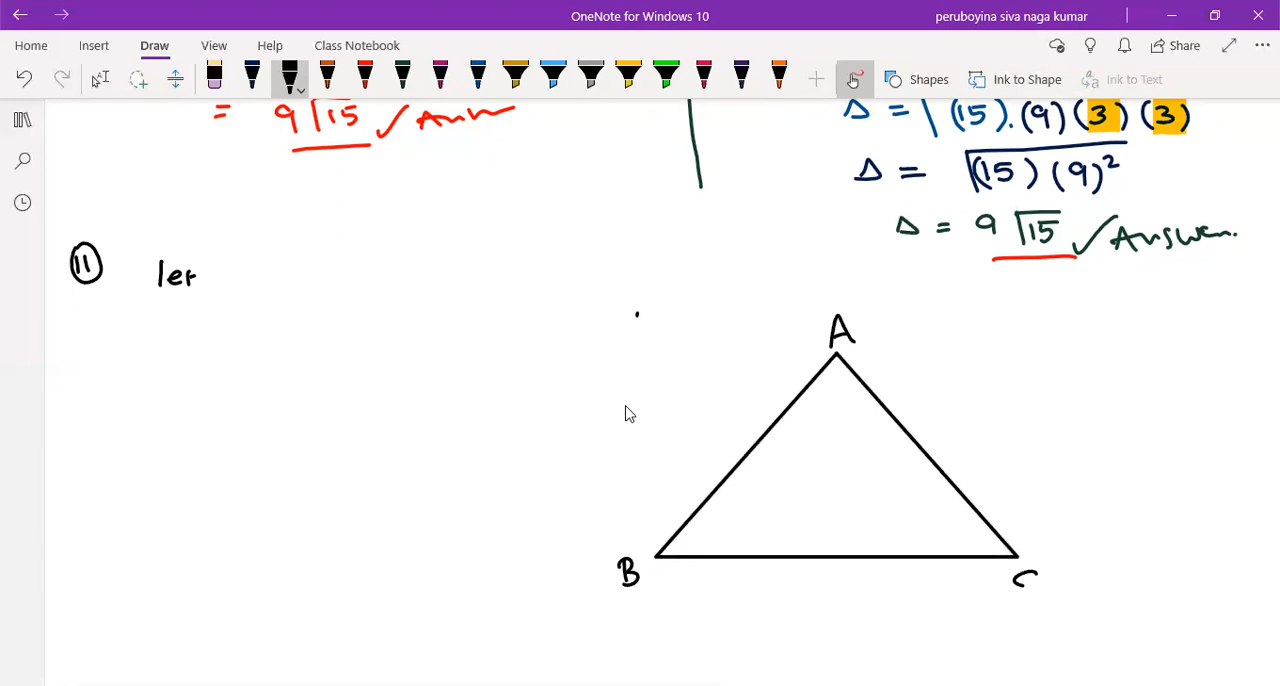 OneNote for Windows 10
peruboyina siva naga kumar
Home Insert Draw View Help Class Notebook
Share
Shapes
Ink to Shape
Ink to Text
= 9√15 ✓ Answ
Δ = √(15).(9)(3)(3)
Δ = √(15)(9)²
Δ = 9√15 ✓ Answer.
11 let
A
B
C